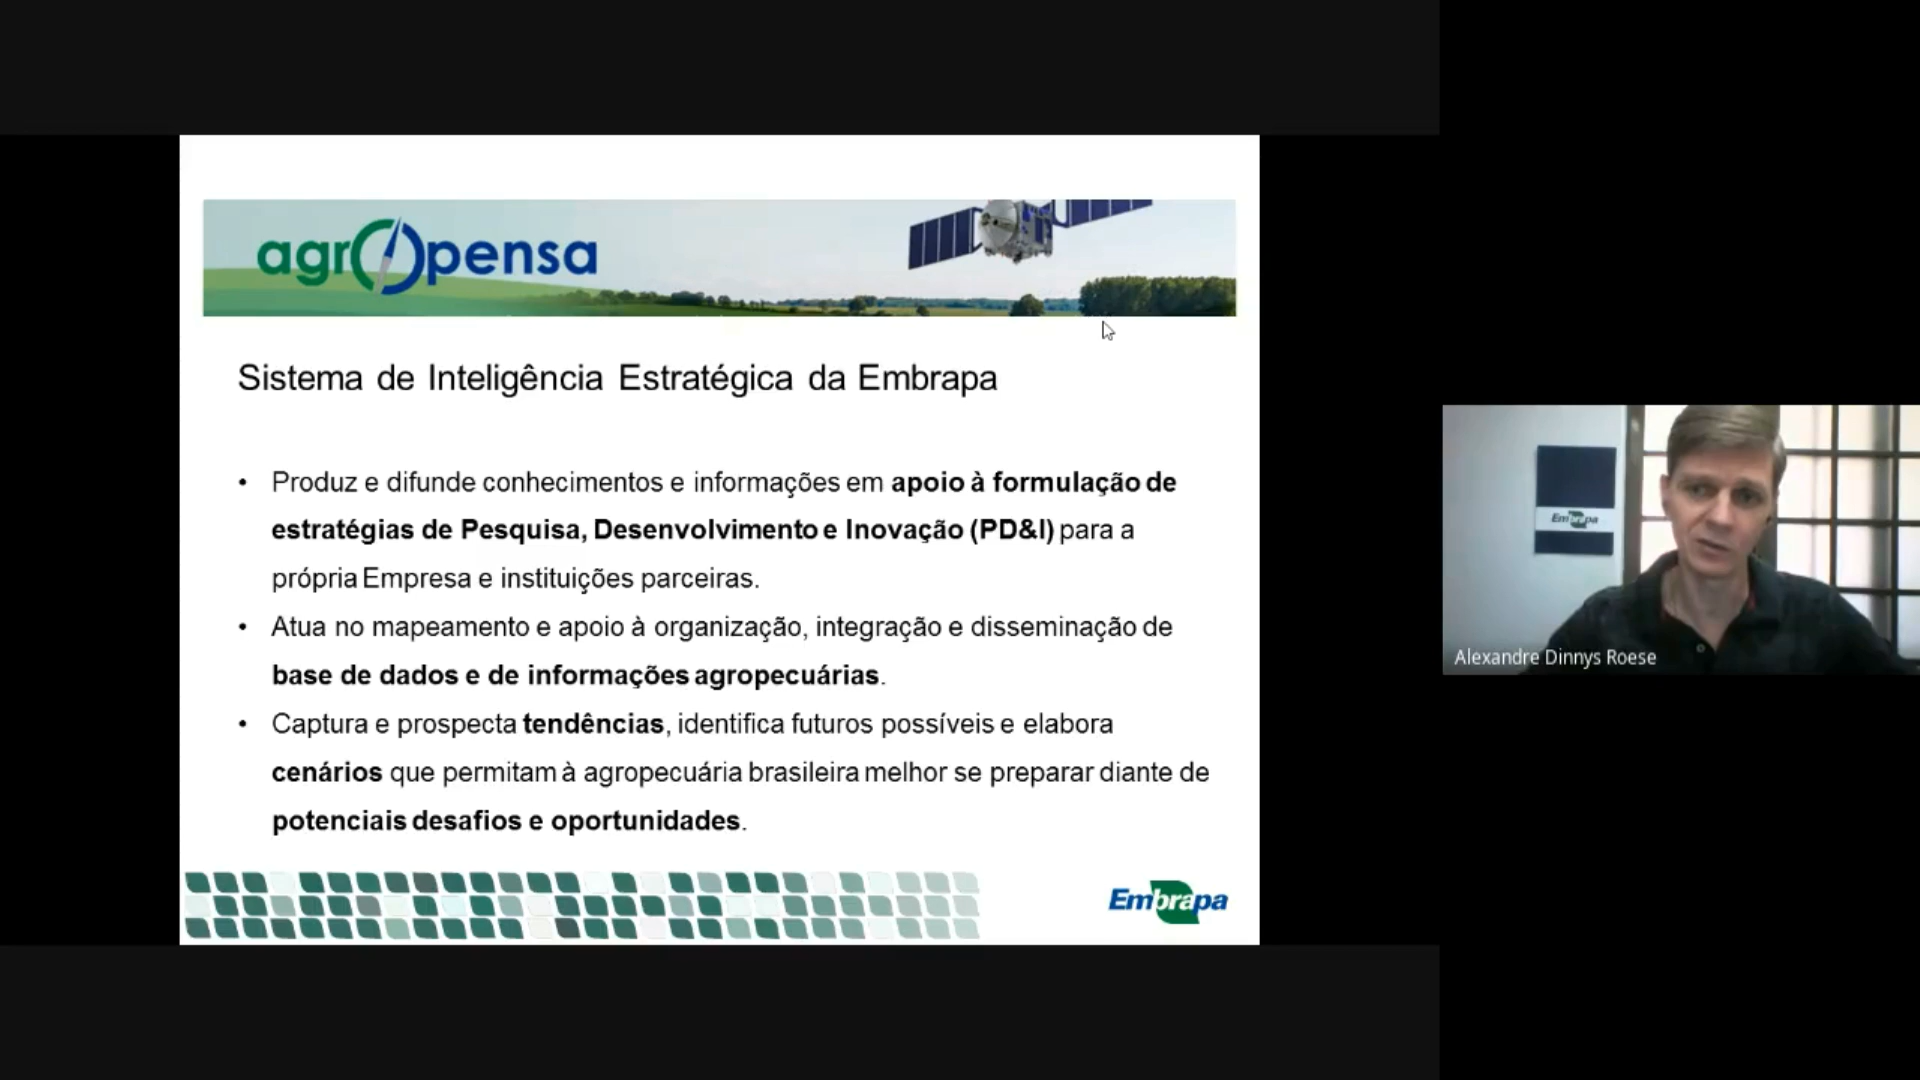 agropensa
Sistema de Inteligência Estratégica da Embrapa
• Produz e difunde conhecimentos e informações em apoio à formulação de
estratégias de Pesquisa, Desenvolvimento e Inovação (PD&I) para a
própria Empresa e instituições parceiras.
• Atua no mapeamento e apoio à organização, integração e disseminação de
base de dados e de informações agropecuárias.
• Captura e prospecta tendências, identifica futuros possíveis e elabora
cenários que permitam à agropecuária brasileira melhor se preparar diante de
potenciais desafios e oportunidades.
Embrapa
Embrapa
Alexandre Dinnys Roese